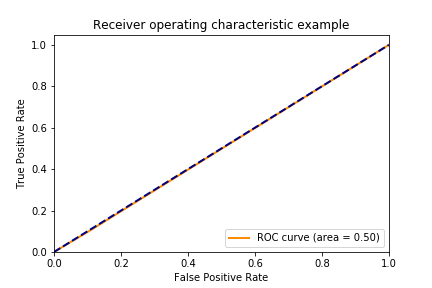 Receiver operating characteristic example
1.0
0.8
0.6
0.4
0.2
0.0
True Positive Rate
ROC curve (area = 0.50)
0.0 0.2 0.4 0.6 0.8 1.0
False Positive Rate